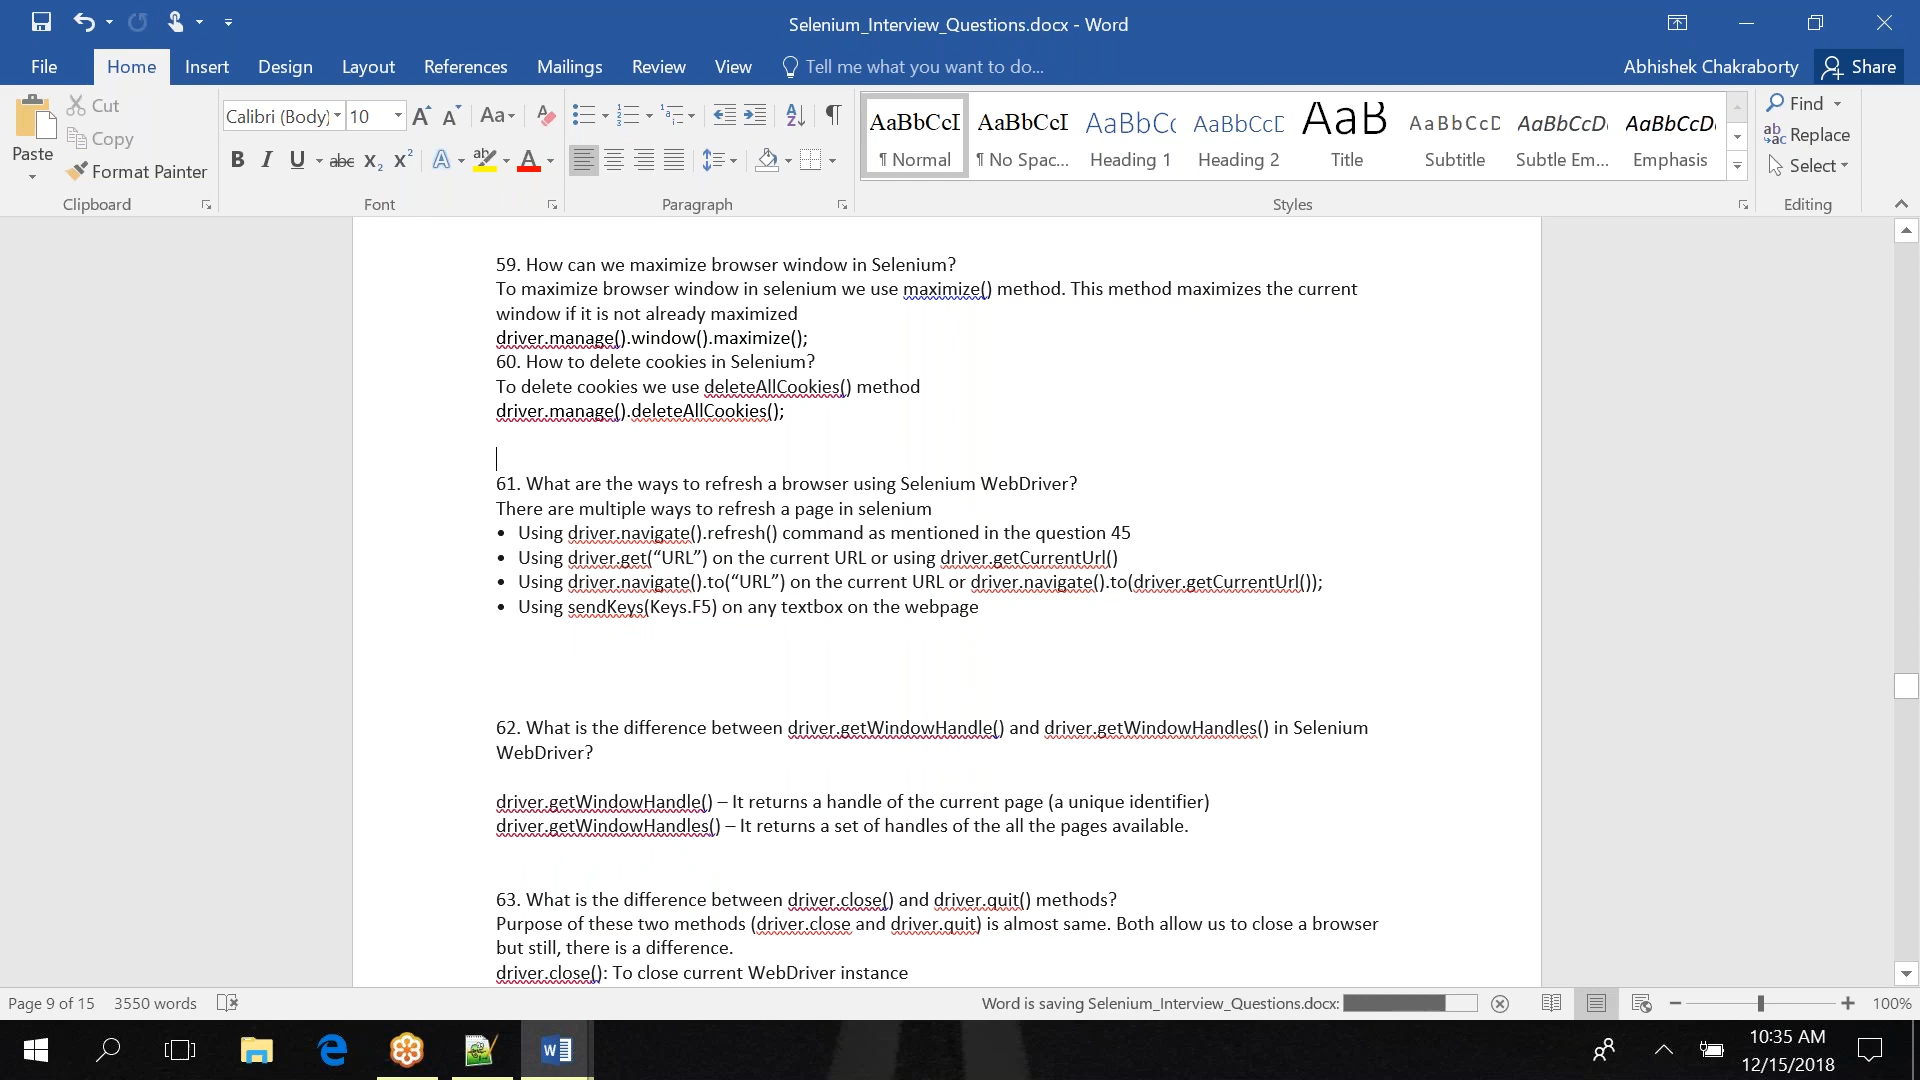 Selenium_Interview_Questions.docx - Word
File Home Insert Design Layout References Mailings Review View Tell me what you want to do... Abhishek Chakraborty Share
Paste
Cut
Copy
Format Painter
Clipboard
Calibri (Body) 10
Font
Paragraph
AaBbCcI AaBbCcI AaBbCc AaBbCcD AaB AaBbCcD AaBbCcD AaBbCcD
¶ Normal ¶ No Spac... Heading 1 Heading 2 Title Subtitle Subtle Em... Emphasis
Styles
Find
Replace
Select
Editing
59. How can we maximize browser window in Selenium?
To maximize browser window in selenium we use maximize() method. This method maximizes the current
window if it is not already maximized
driver.manage().window().maximize();
60. How to delete cookies in Selenium?
To delete cookies we use deleteAllCookies() method
driver.manage().deleteAllCookies();
61. What are the ways to refresh a browser using Selenium WebDriver?
There are multiple ways to refresh a page in selenium
• Using driver.navigate().refresh() command as mentioned in the question 45
• Using driver.get(“URL”) on the current URL or using driver.getCurrentUrl()
• Using driver.navigate().to(“URL”) on the current URL or driver.navigate().to(driver.getCurrentUrl());
• Using sendKeys(Keys.F5) on any textbox on the webpage
62. What is the difference between driver.getWindowHandle() and driver.getWindowHandles() in Selenium
WebDriver?
driver.getWindowHandle() – It returns a handle of the current page (a unique identifier)
driver.getWindowHandles() – It returns a set of handles of the all the pages available.
63. What is the difference between driver.close() and driver.quit() methods?
Purpose of these two methods (driver.close and driver.quit) is almost same. Both allow us to close a browser
but still, there is a difference.
driver.close(): To close current WebDriver instance
Page 9 of 15 3550 words Word is saving Selenium_Interview_Questions.docx: 100%
10:35 AM
12/15/2018